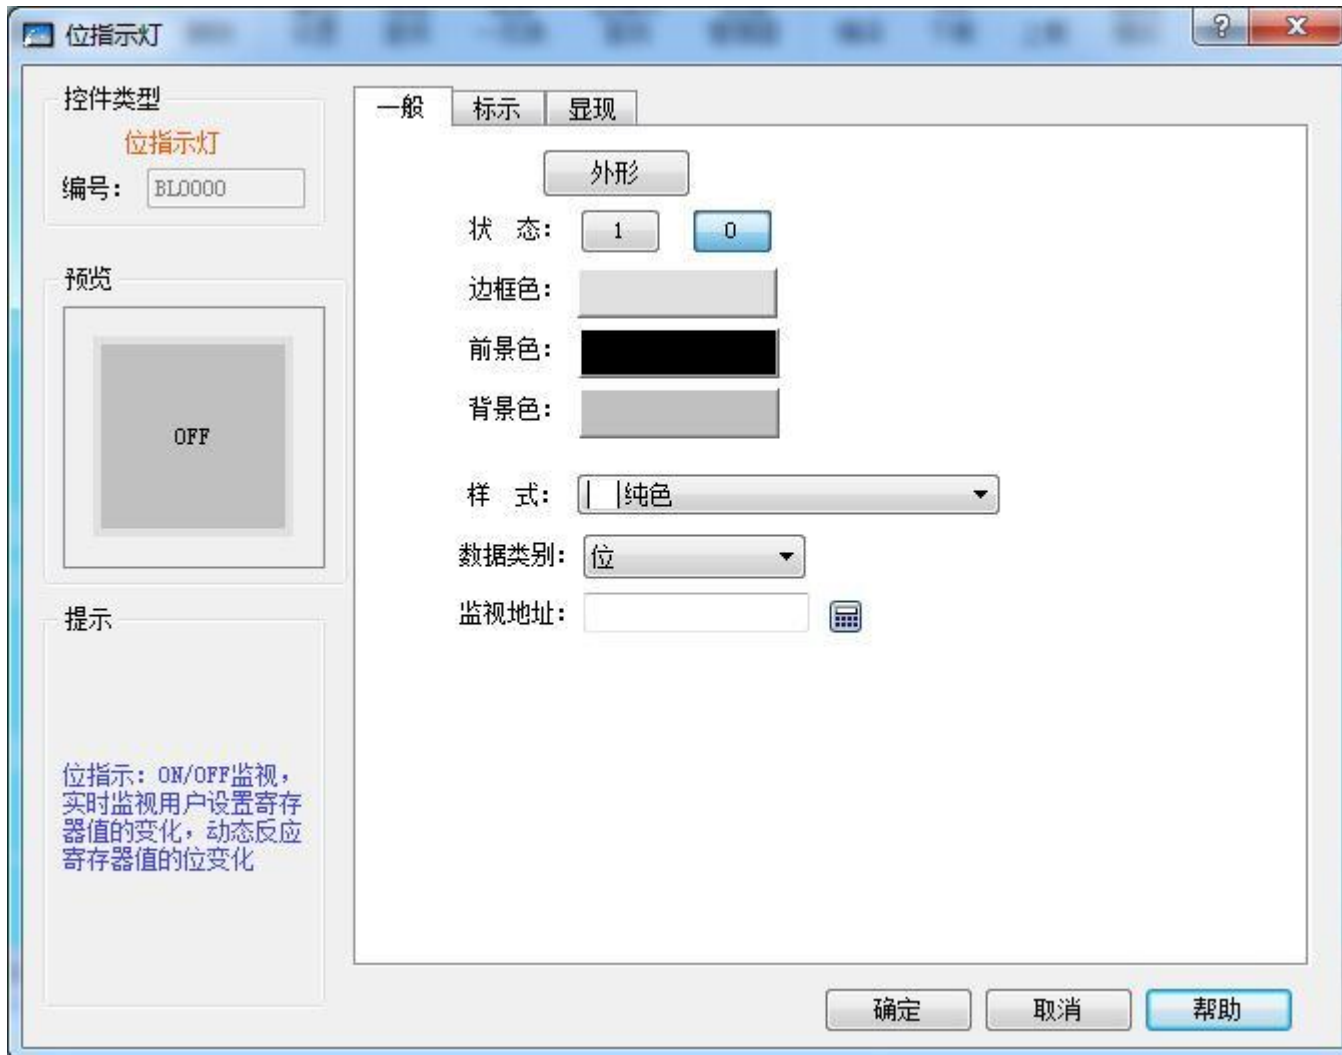 位指示灯
?
X
控件类型
位指示灯
编号： BL0000
预览
OFF
提示
位指示：ON/OFF监视，
实时监视用户设置寄存
器值的变化，动态反应
寄存器值的位变化
一般 标示 显现
外形
状 态： 1 0
边框色：
前景色：
背景色：
样 式： 纯色
数据类别： 位
监视地址：
确定 取消 帮助